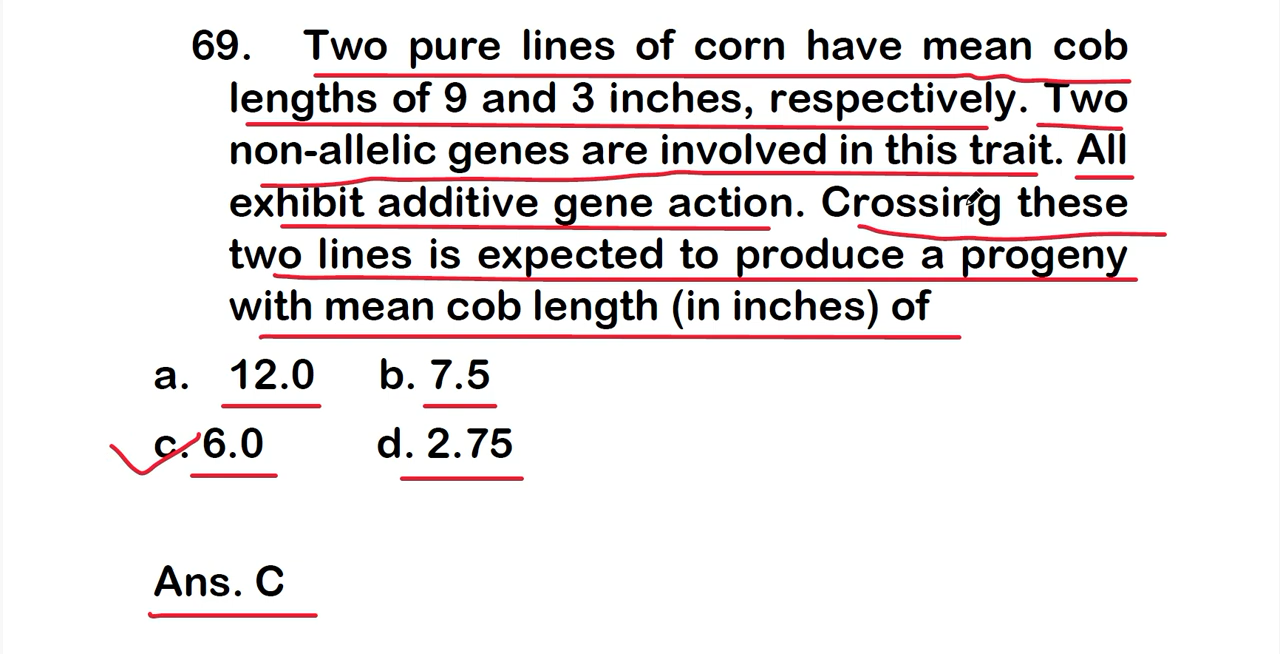 69. Two pure lines of corn have mean cob
lengths of 9 and 3 inches, respectively. Two
non-allelic genes are involved in this trait. All
exhibit additive gene action. Crossing these
two lines is expected to produce a progeny
with mean cob length (in inches) of
a. 12.0 b. 7.5
c. 6.0 d. 2.75
Ans. C